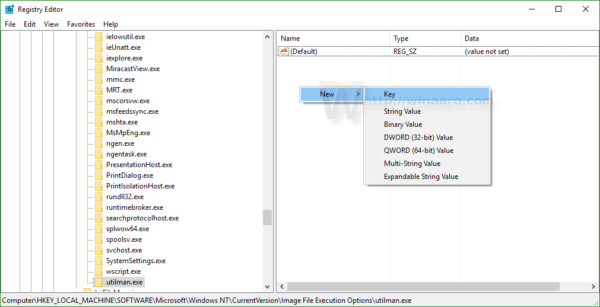 Registry Editor
File Edit View Favorites Help
ielowutil.exe
ieUnatt.exe
iexplore.exe
MiracastView.exe
mmc.exe
MRT.exe
mscorsvw.exe
msfeedssync.exe
mshta.exe
MsMpEng.exe
ngen.exe
ngentask.exe
PresentationHost.exe
PrintDialog.exe
PrintIsolationHost.exe
rundll32.exe
runtimebroker.exe
searchprotocolhost.exe
splwow64.exe
spoolsv.exe
svchost.exe
SystemSettings.exe
wscript.exe
utilman.exe
Name Type Data
ab (Default) REG_SZ (value not set)
New >
Key
String Value
Binary Value
DWORD (32-bit) Value
QWORD (64-bit) Value
Multi-String Value
Expandable String Value
http://winaero.com
Computer\HKEY_LOCAL_MACHINE\SOFTWARE\Microsoft\Windows NT\CurrentVersion\Image File Execution Options\utilman.exe